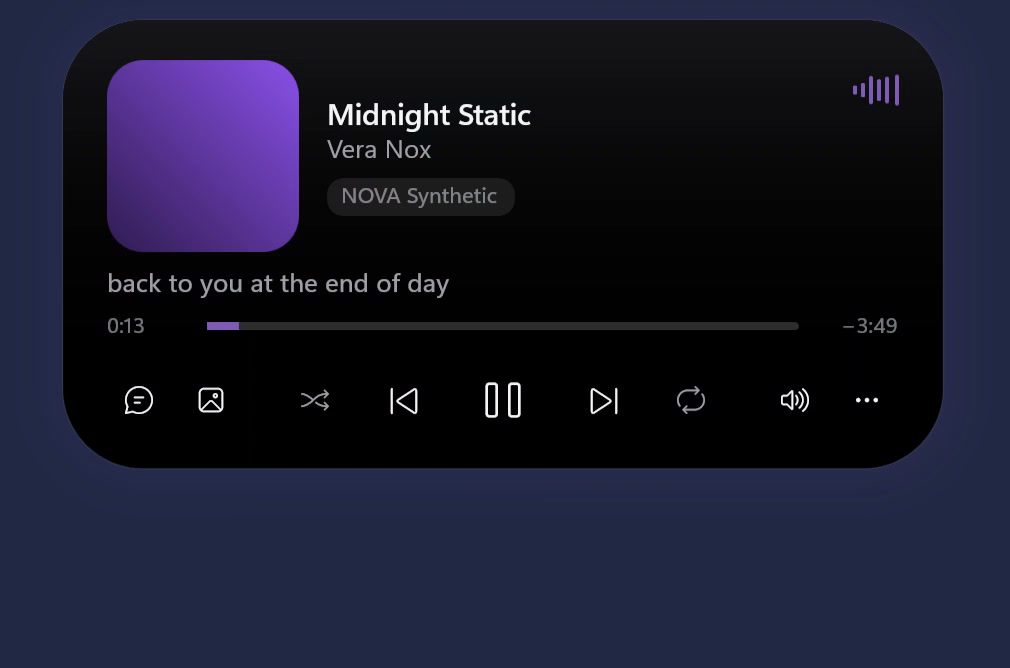 Midnight Static
Vera Nox
NOVA Synthetic
back to you at the end of day
0:13
−3:49